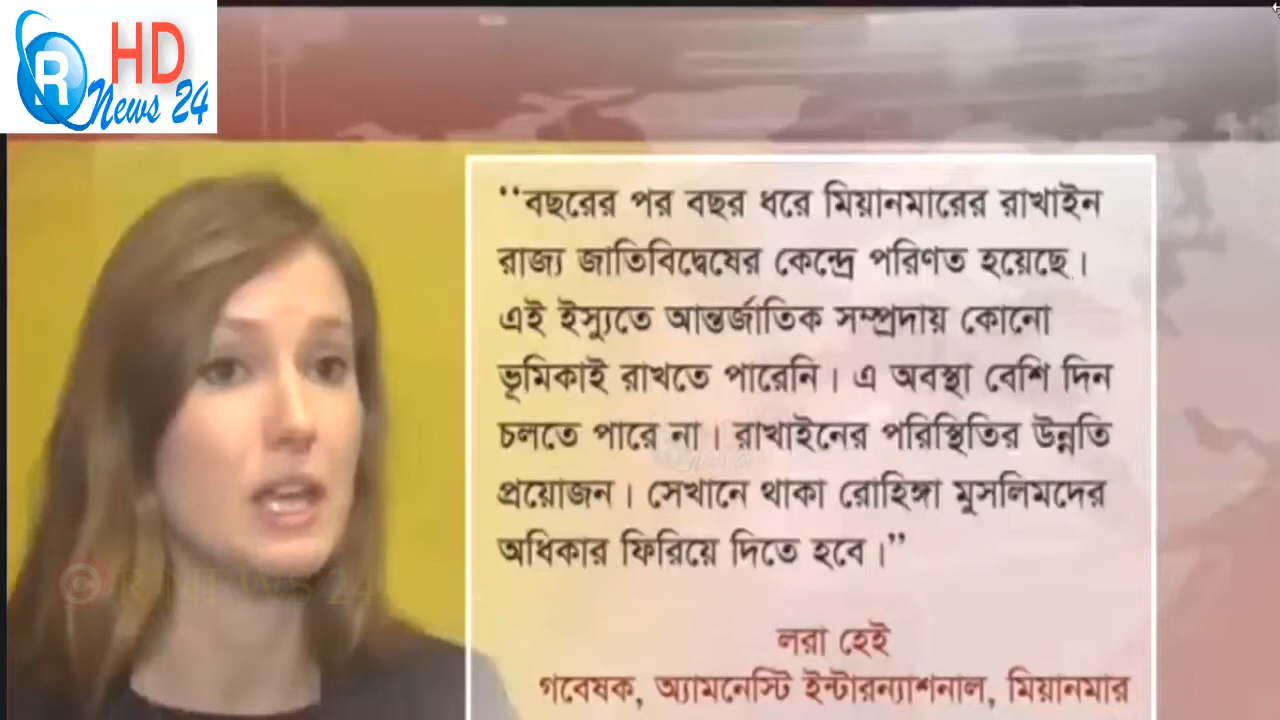 HD
R News 24
‘‘বছরের পর বছর ধরে মিয়ানমারের রাখাইন
রাজ্য জাতিবিদ্বেষের কেন্দ্রে পরিণত হয়েছে।
এই ইস্যুতে আন্তর্জাতিক সম্প্রদায় কোনো
ভূমিকাই রাখতে পারেনি। এ অবস্থা বেশি দিন
চলতে পারে না। রাখাইনের পরিস্থিতির উন্নতি
প্রয়োজন। সেখানে থাকা রোহিঙ্গা মুসলিমদের
অধিকার ফিরিয়ে দিতে হবে।’’
© R NEWS 24
লরা হেই
গবেষক, অ্যামনেস্টি ইন্টারন্যাশনাল, মিয়ানমার